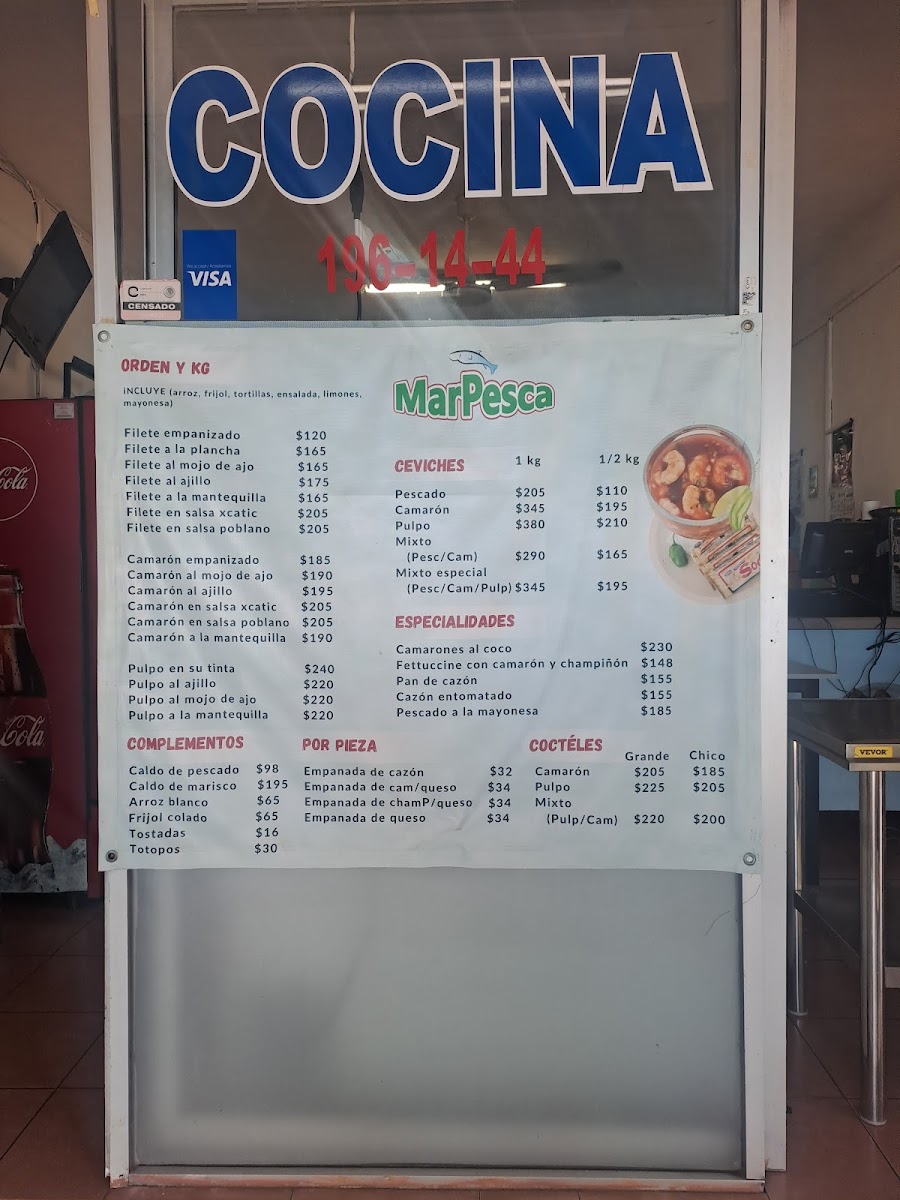 COCINA
196-14-44
VISA
CENSADO
MarPesca
ORDEN Y KG
iNCLUYE (arroz, frijol, tortillas, ensalada, limones,
mayonesa)
Filete empanizado $120
Filete a la plancha $165
Filete al mojo de ajo $165
Filete al ajillo $175
Filete a la mantequilla $165
Filete en salsa xcatic $205
Filete en salsa poblano $205
Camarón empanizado $185
Camarón al mojo de ajo $190
Camarón al ajillo $195
Camarón en salsa xcatic $205
Camarón en salsa poblano $205
Camarón a la mantequilla $190
Pulpo en su tinta $240
Pulpo al ajillo $220
Pulpo al mojo de ajo $220
Pulpo a la mantequilla $220
CEVICHES 1 kg 1/2 kg
Pescado $205 $110
Camarón $345 $195
Pulpo $380 $210
Mixto
(Pesc/Cam) $290 $165
Mixto especial
(Pesc/Cam/Pulp) $345 $195
ESPECIALIDADES
Camarones al coco $230
Fettuccine con camarón y champiñón $148
Pan de cazón $155
Cazón entomatado $155
Pescado a la mayonesa $185
COMPLEMENTOS
Caldo de pescado $98
Caldo de marisco $195
Arroz blanco $65
Frijol colado $65
Tostadas $16
Totopos $30
POR PIEZA
Empanada de cazón $32
Empanada de cam/queso $34
Empanada de chamP/queso $34
Empanada de queso $34
COCTÉLES
Grande Chico
Camarón $205 $185
Pulpo $225 $205
Mixto
(Pulp/Cam) $220 $200
Coca-Cola
VEVOR